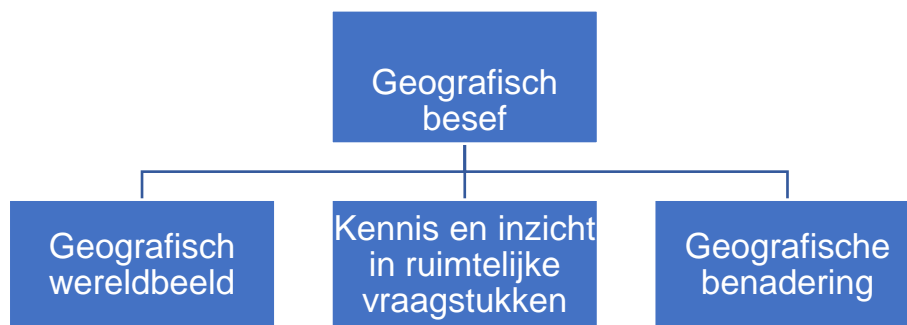 Geografisch
besef
Geografisch
wereldbeeld
Kennis en inzicht
in ruimtelijke
vraagstukken
Geografische
benadering